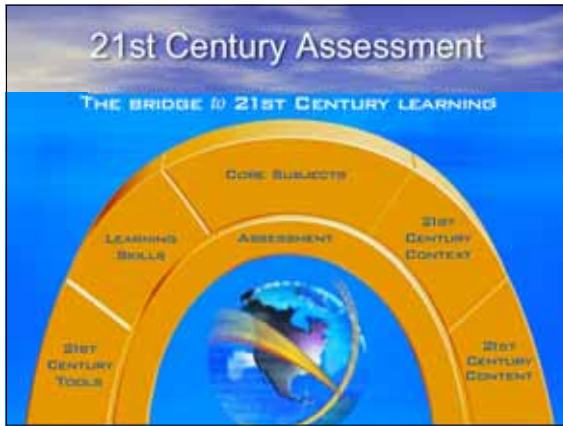 21st Century Assessment
THE BRIDGE to 21ST CENTURY LEARNING
CORE SUBJECTS
LEARNING
SKILLS
ASSESSMENT
21ST
CENTURY
CONTEXT
21ST
CENTURY
TOOLS
21ST
CENTURY
CONTENT